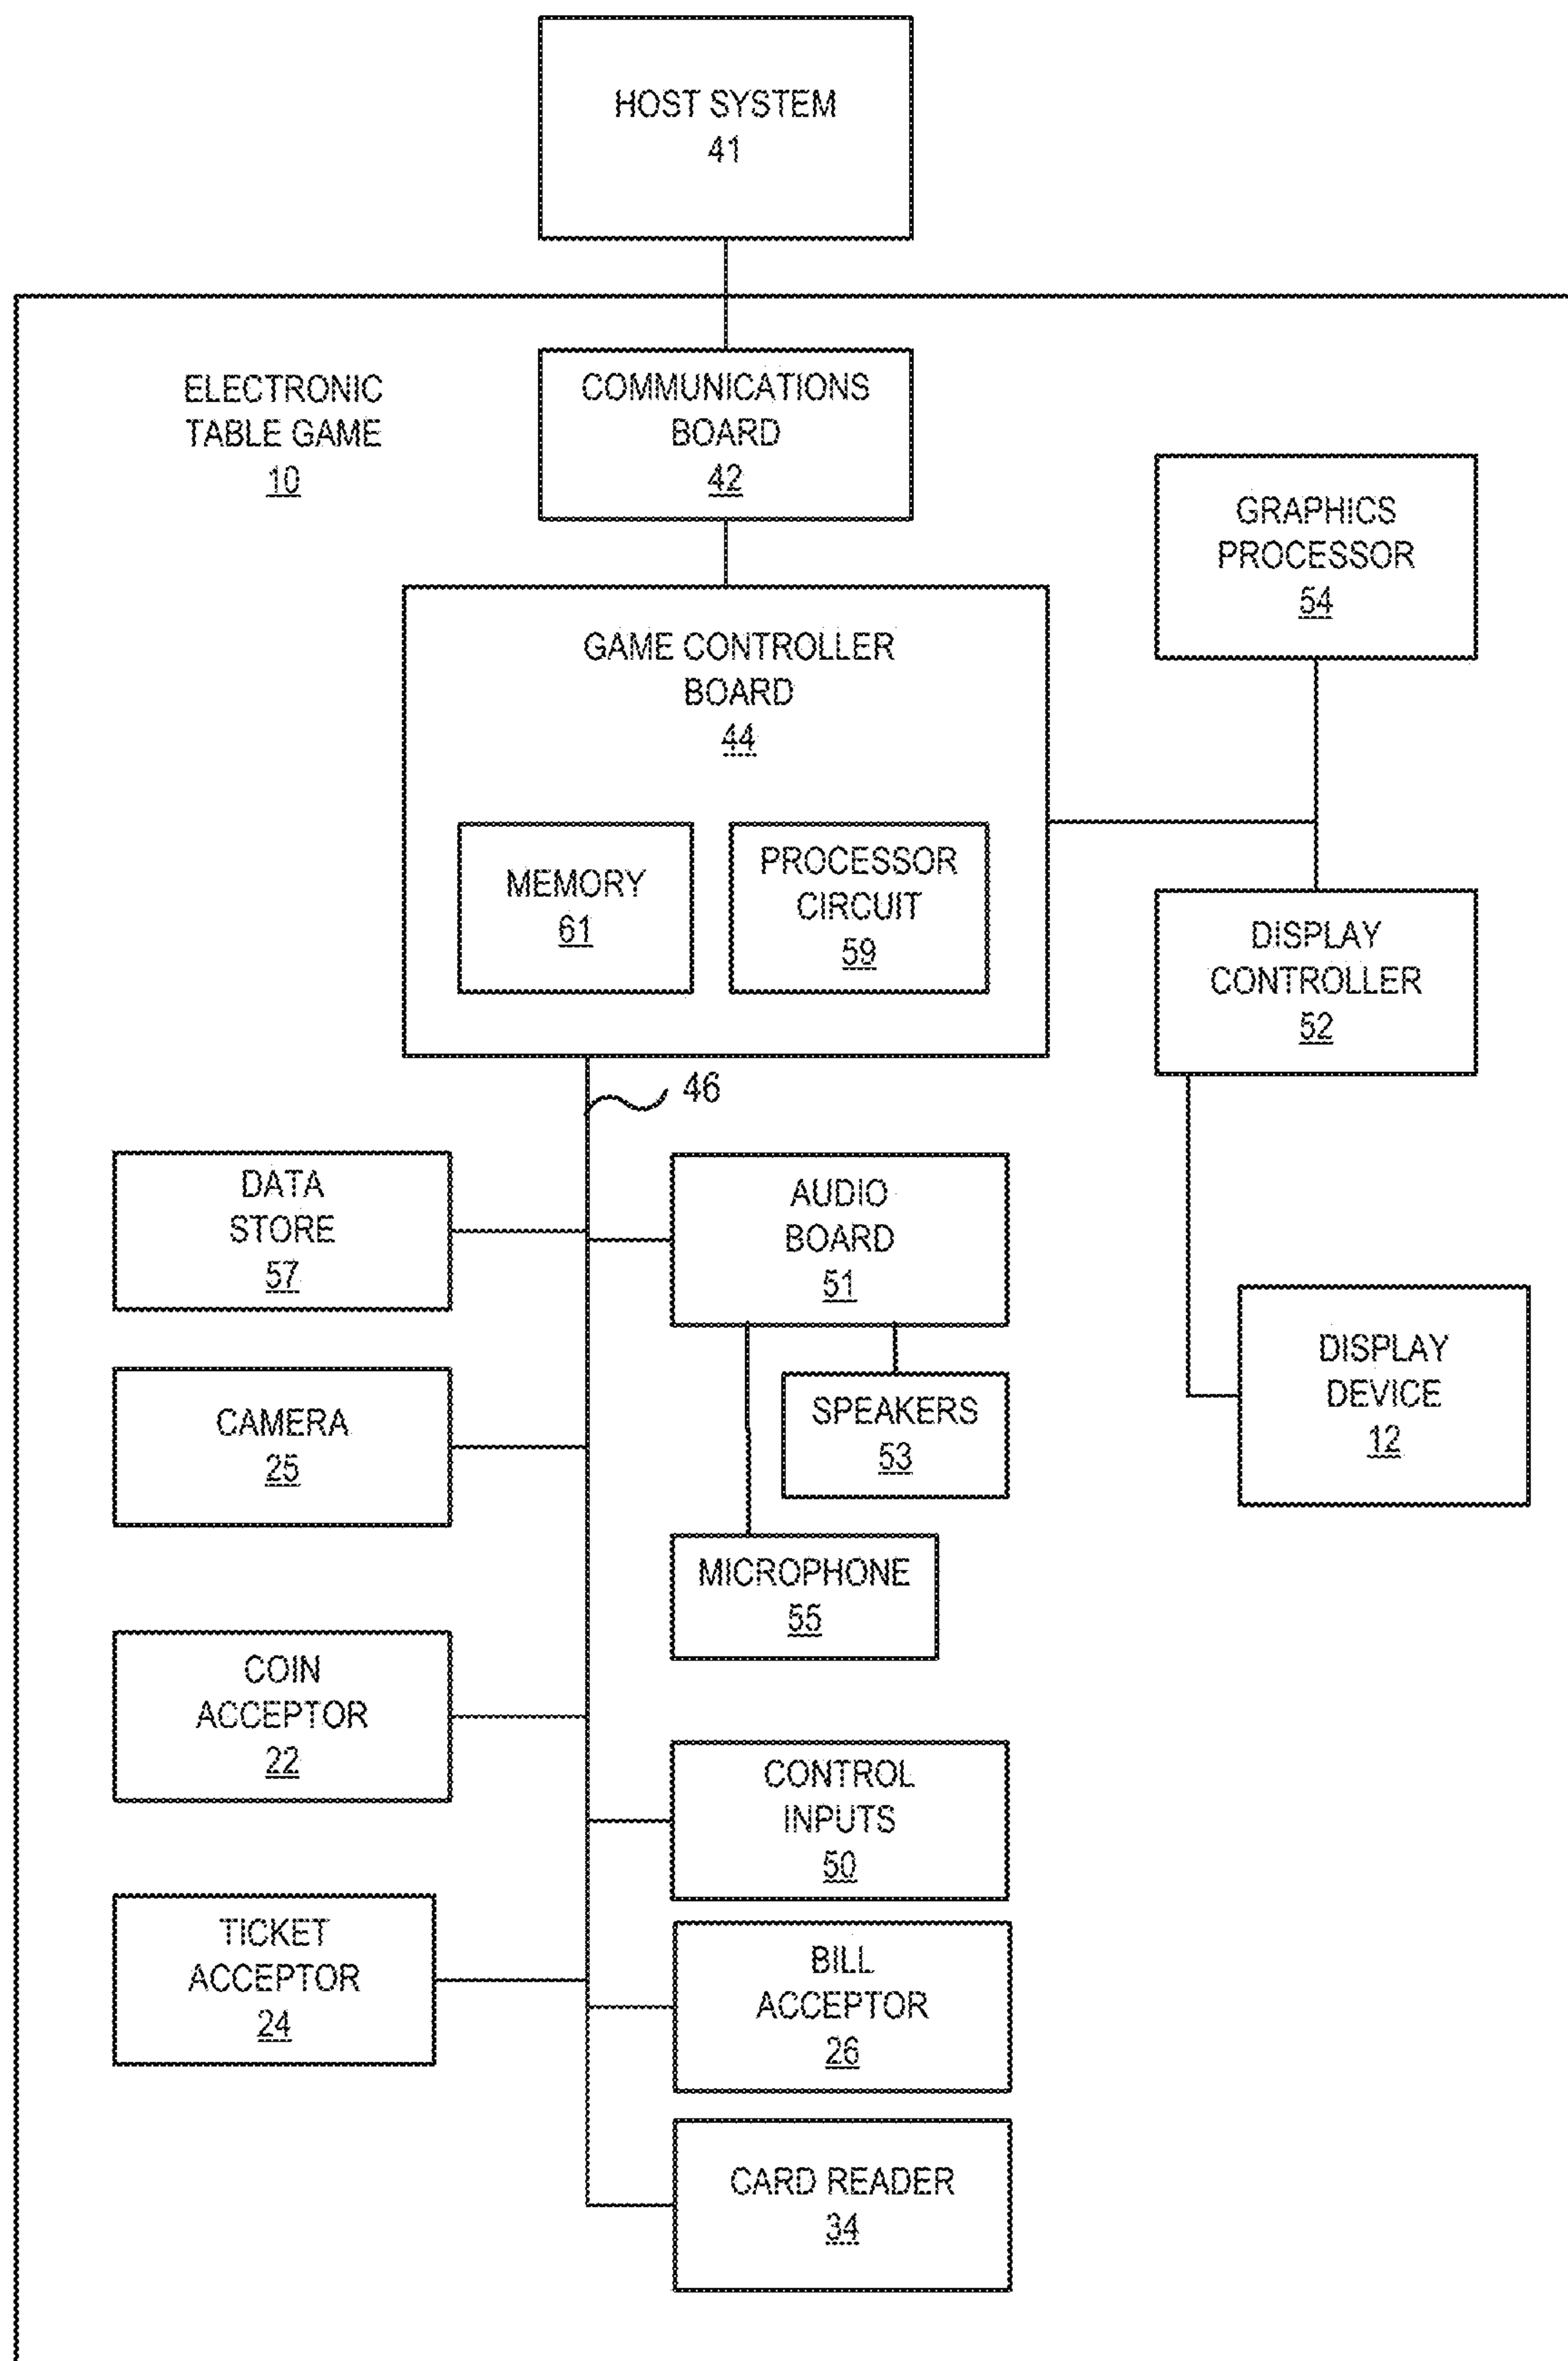 HOST SYSTEM
41
ELECTRONIC
TABLE GAME
10
COMMUNICATIONS
BOARD
42
GRAPHICS
PROCESSOR
54
GAME CONTROLLER
BOARD
44
MEMORY
61
PROCESSOR
CIRCUIT
59
DISPLAY
CONTROLLER
52
46
DATA
STORE
57
AUDIO
BOARD
51
DISPLAY
DEVICE
12
CAMERA
25
SPEAKERS
53
MICROPHONE
55
COIN
ACCEPTOR
22
CONTROL
INPUTS
50
TICKET
ACCEPTOR
24
BILL
ACCEPTOR
26
CARD READER
34